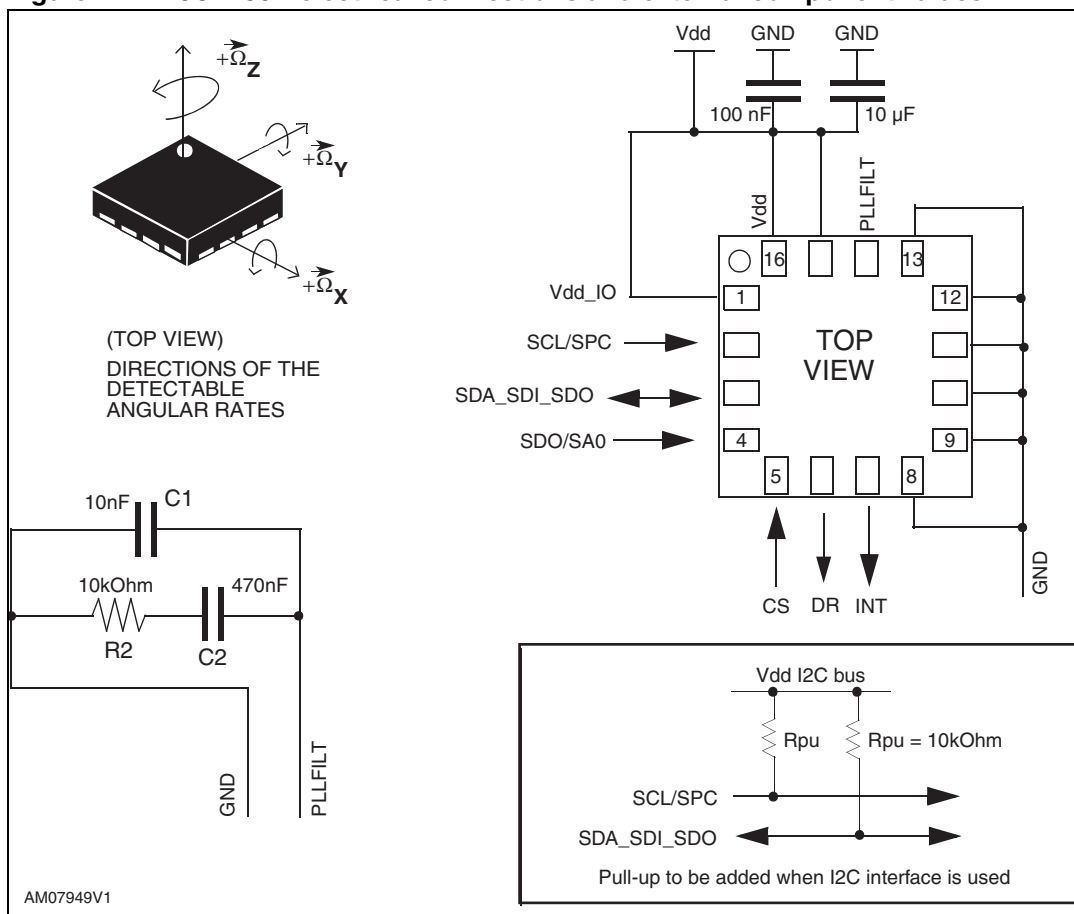 +Ω Z
+Ω Y
+Ω X
(TOP VIEW)
DIRECTIONS OF THE
DETECTABLE
ANGULAR RATES
Vdd
GND
GND
100 nF
10 µF
Vdd
PLLFILT
16
13
Vdd_IO
1
12
SCL/SPC
TOP
VIEW
SDA_SDI_SDO
SDO/SA0
4
9
5
8
CS
DR
INT
GND
10nF
C1
10kOhm
470nF
R2
C2
GND
PLLFILT
Vdd I2C bus
Rpu
Rpu = 10kOhm
SCL/SPC
SDA_SDI_SDO
Pull-up to be added when I2C interface is used
AM07949V1